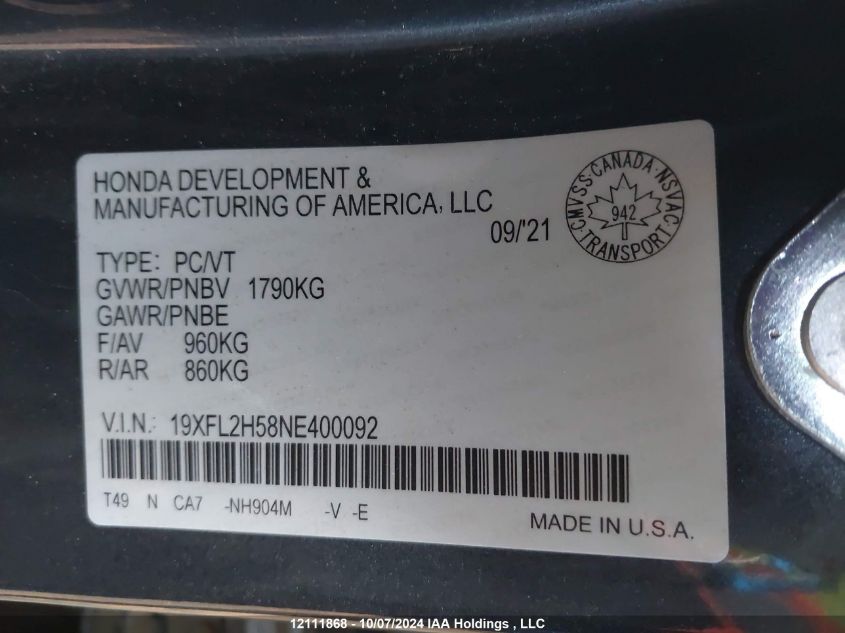 HONDA DEVELOPMENT &
MANUFACTURING OF AMERICA, LLC
09/'21
CMVSS-CANADA-NSVAC
942
TRANSPORT
TYPE: PC/VT
GVWR/PNBV 1790KG
GAWR/PNBE
F/AV 960KG
R/AR 860KG
V.I.N.: 19XFL2H58NE400092
T49 N CA7 -NH904M -V -E
MADE IN U.S.A.
12111868 - 10/07/2024 IAA Holdings , LLC